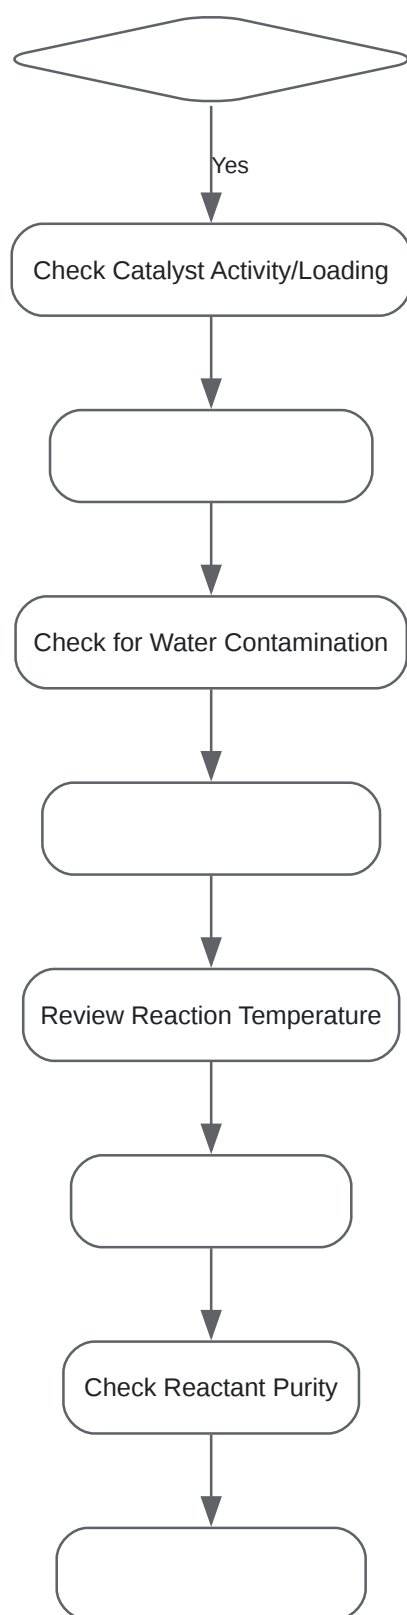 Yes
Check Catalyst Activity/Loading
Check for Water Contamination
Review Reaction Temperature
Check Reactant Purity